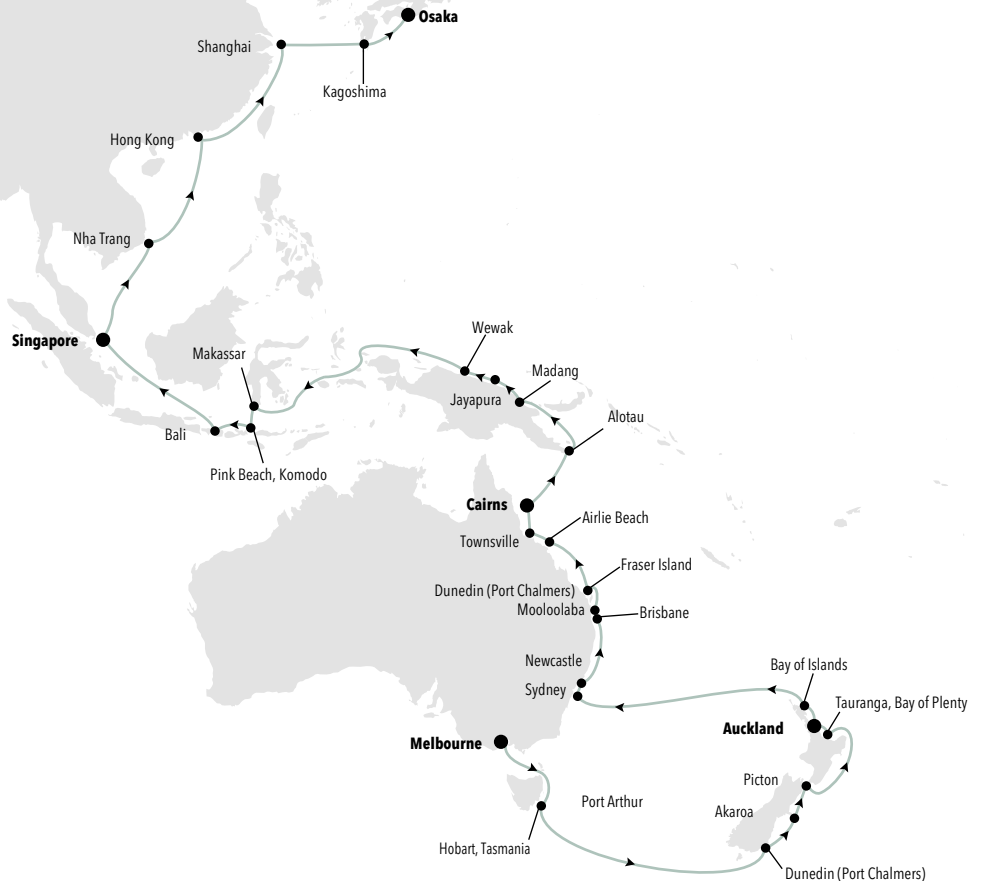 Osaka
Shanghai
Kagoshima
Hong Kong
Nha Trang
Singapore
Wewak
Makassar
Madang
Jayapura
Alotau
Bali
Pink Beach, Komodo
Cairns
Airlie Beach
Townsville
Fraser Island
Dunedin (Port Chalmers)
Mooloolaba
Brisbane
Newcastle
Bay of Islands
Sydney
Tauranga, Bay of Plenty
Auckland
Melbourne
Picton
Port Arthur
Akaroa
Hobart, Tasmania
Dunedin (Port Chalmers)